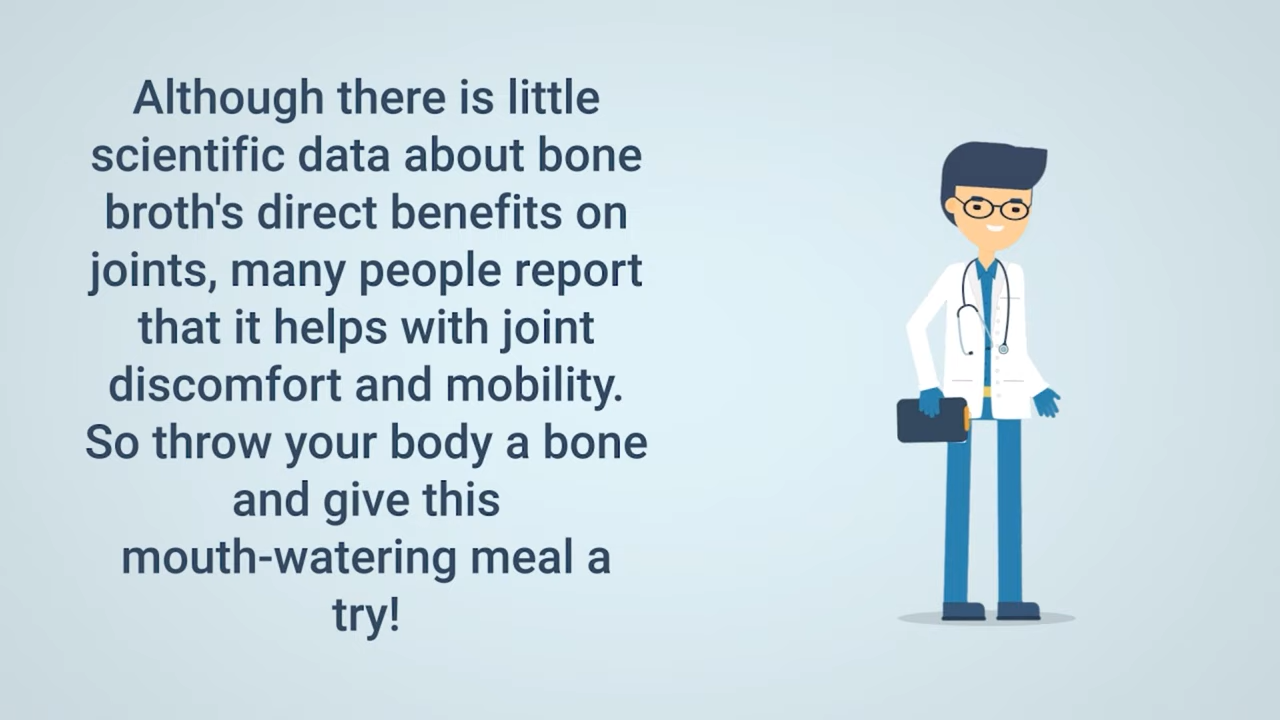 Although there is little
scientific data about bone
broth's direct benefits on
joints, many people report
that it helps with joint
discomfort and mobility.
So throw your body a bone
and give this
mouth-watering meal a
try!